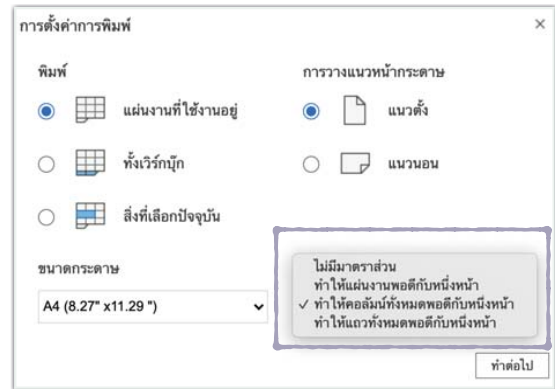 การตั้งค่าการพิมพ์
พิมพ์
แผ่นงานที่ใช้งานอยู่
ทั้งเวิร์กบุ๊ก
สิ่งที่เลือกปัจจุบัน
การวางแนวหน้ากระดาษ
แนวตั้ง
แนวนอน
ขนาดกระดาษ
A4 (8.27" x11.29 ")
ไม่มีมาตราส่วน
ทำให้แผ่นงานพอดีกับหนึ่งหน้า
✓ ทำให้คอลัมน์ทั้งหมดพอดีกับหนึ่งหน้า
ทำให้แถวทั้งหมดพอดีกับหนึ่งหน้า
ทำต่อไป